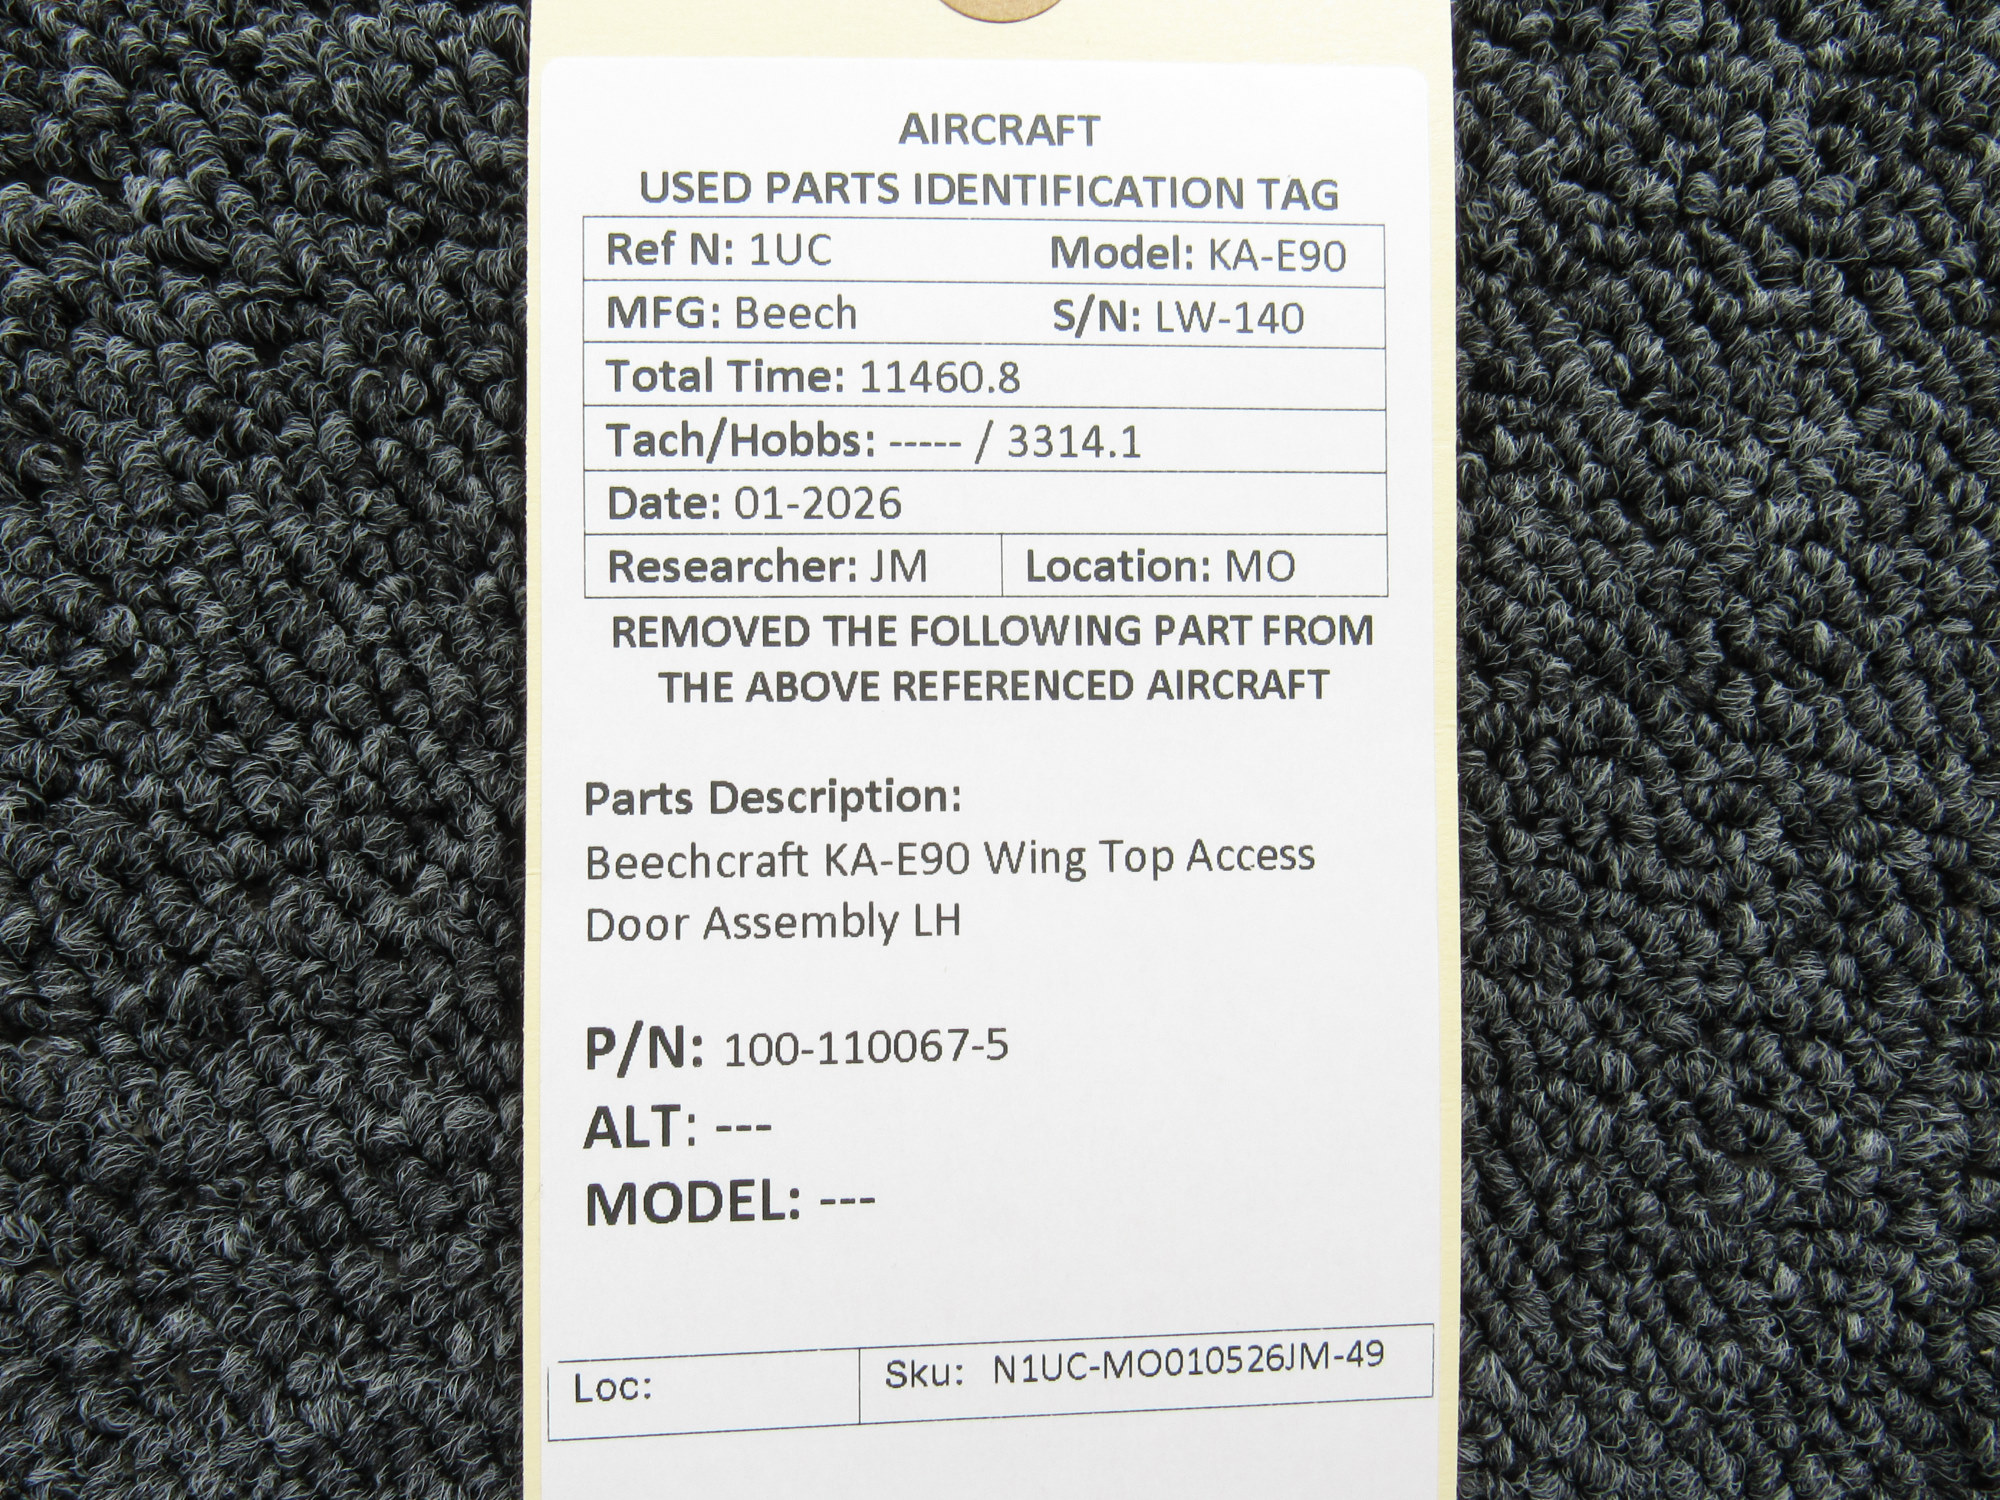 AIRCRAFT
USED PARTS IDENTIFICATION TAG
Ref N: 1UC Model: KA-E90
MFG: Beech S/N: LW-140
Total Time: 11460.8
Tach/Hobbs: ----- / 3314.1
Date: 01-2026
Researcher: JM Location: MO
REMOVED THE FOLLOWING PART FROM
THE ABOVE REFERENCED AIRCRAFT
Parts Description:
Beechcraft KA-E90 Wing Top Access
Door Assembly LH
P/N: 100-110067-5
ALT: ---
MODEL: ---
Loc: Sku: N1UC-MO010526JM-49